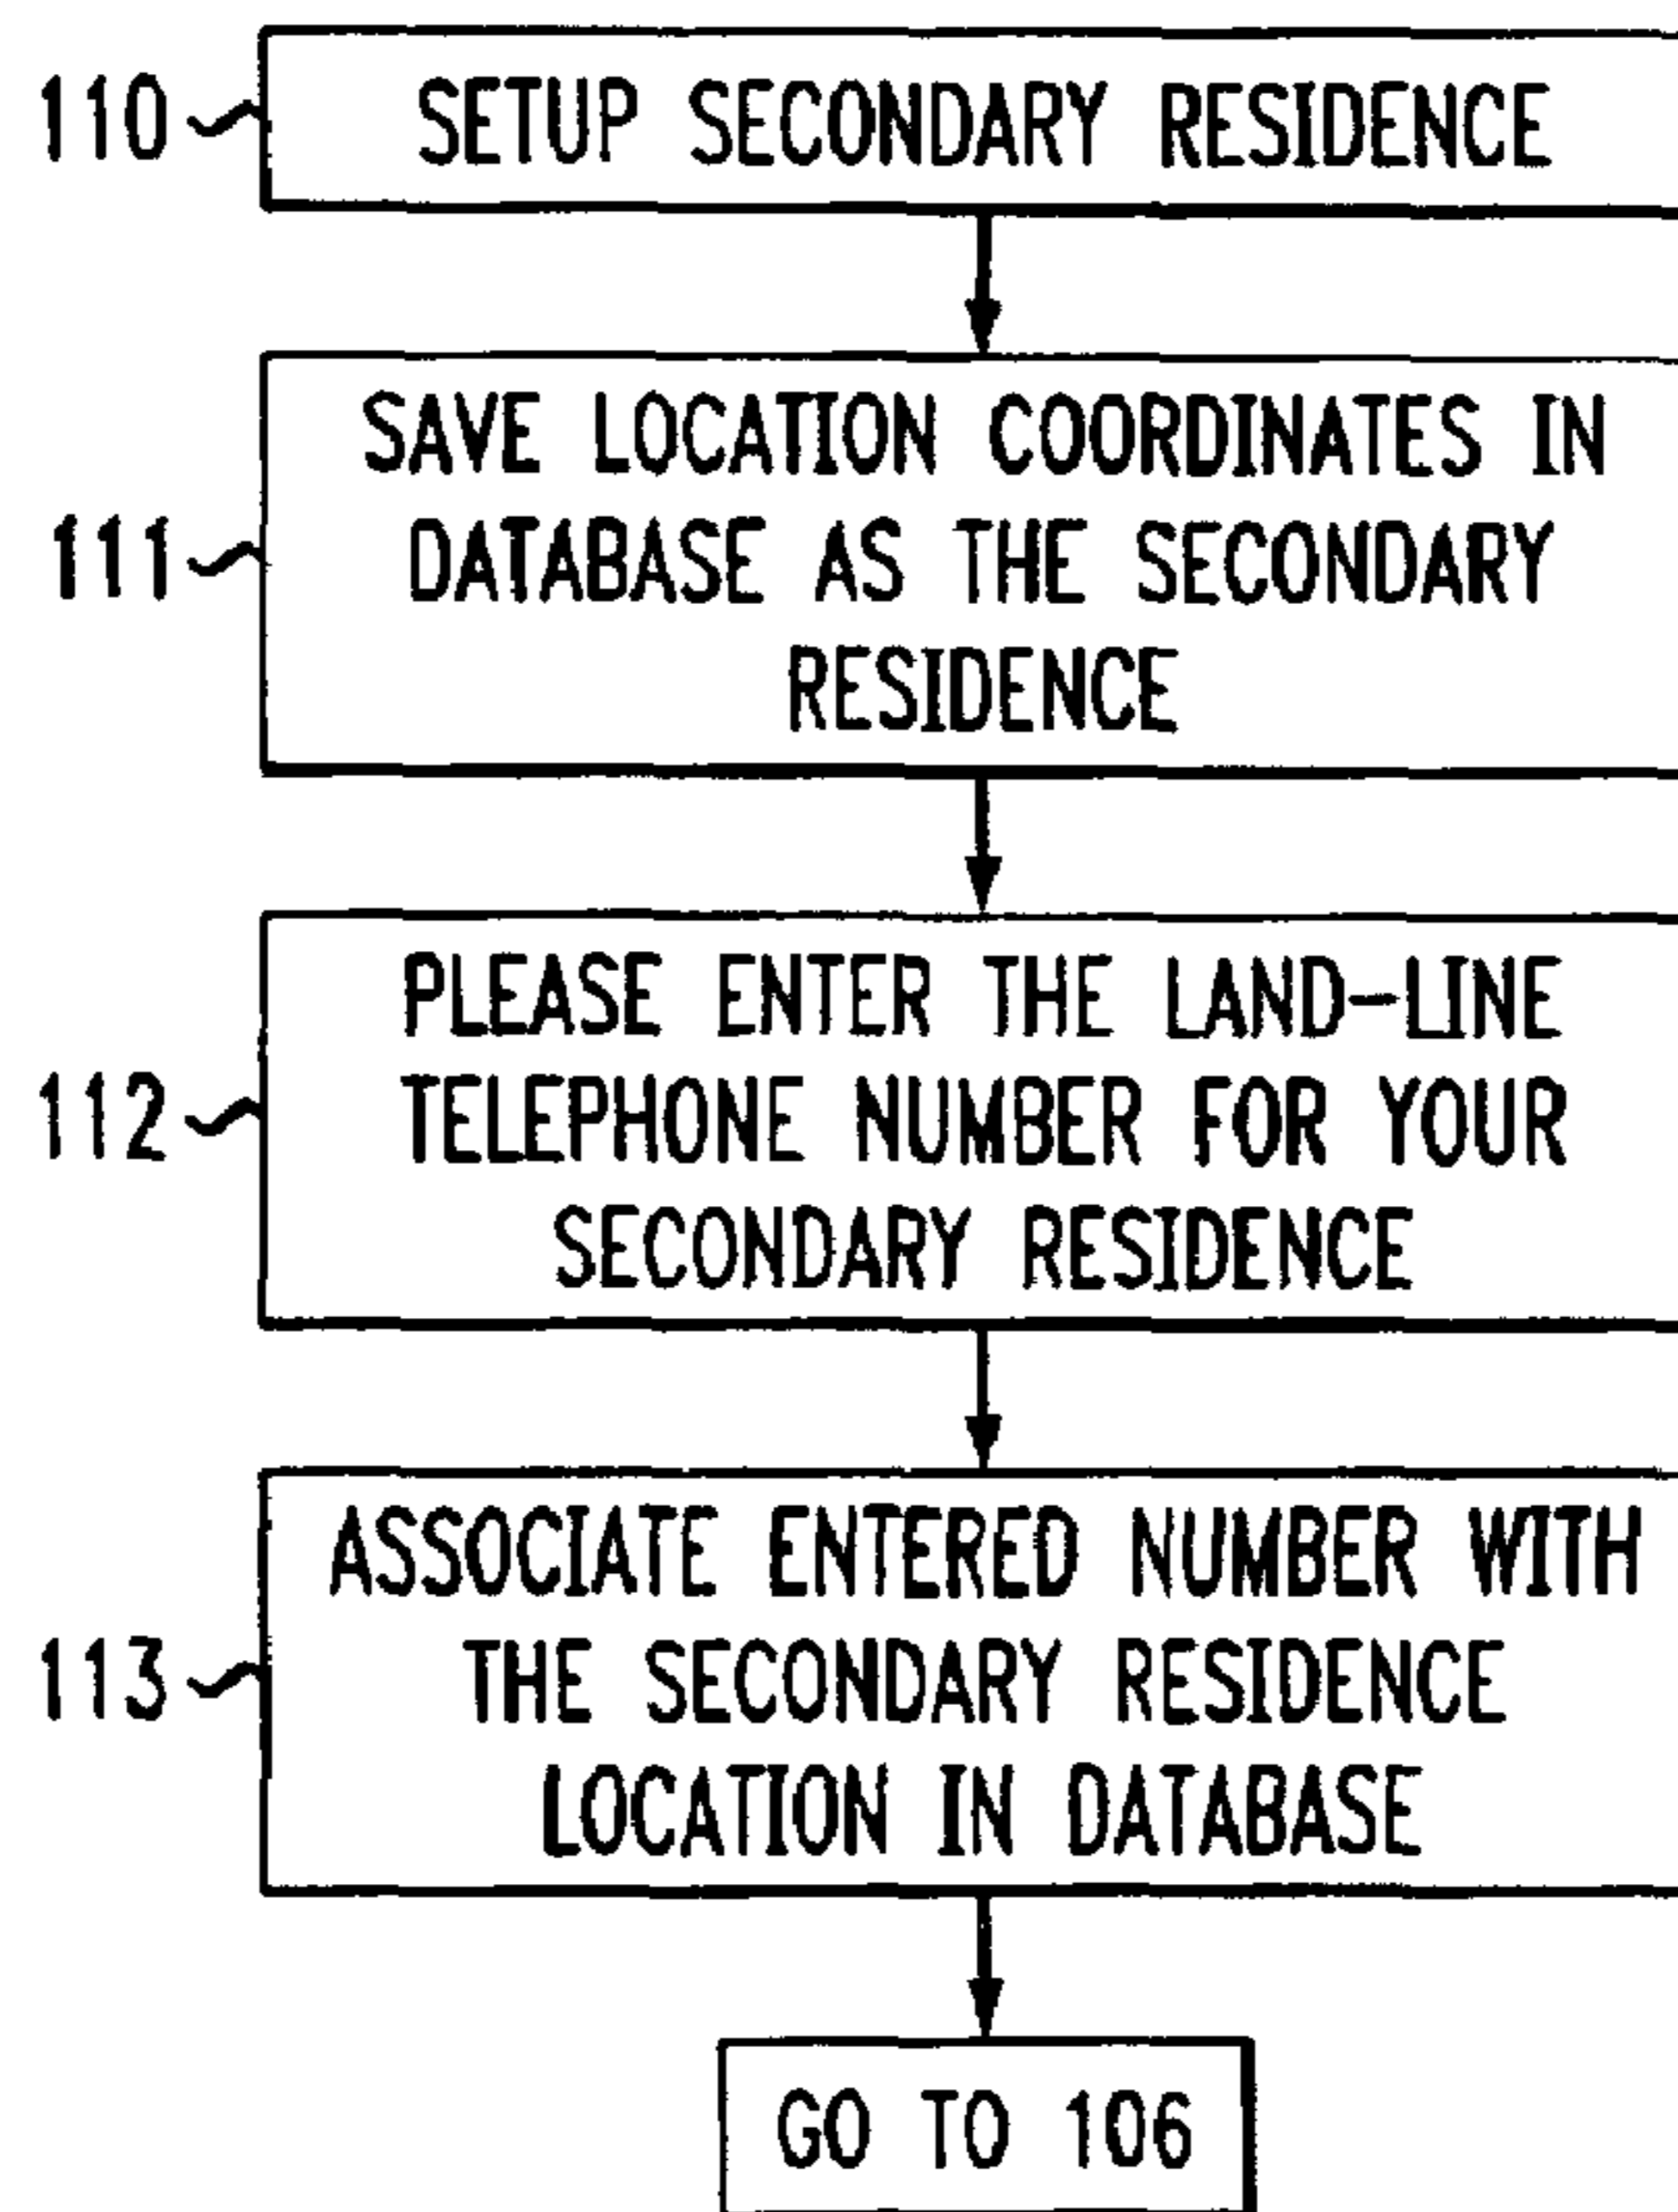 110
SETUP SECONDARY RESIDENCE
SAVE LOCATION COORDINATES IN
111
DATABASE AS THE SECONDARY
RESIDENCE
PLEASE ENTER THE LAND-LINE
112
TELEPHONE NUMBER FOR YOUR
SECONDARY RESIDENCE
ASSOCIATE ENTERED NUMBER WITH
113
THE SECONDARY RESIDENCE
LOCATION IN DATABASE
GO TO 106